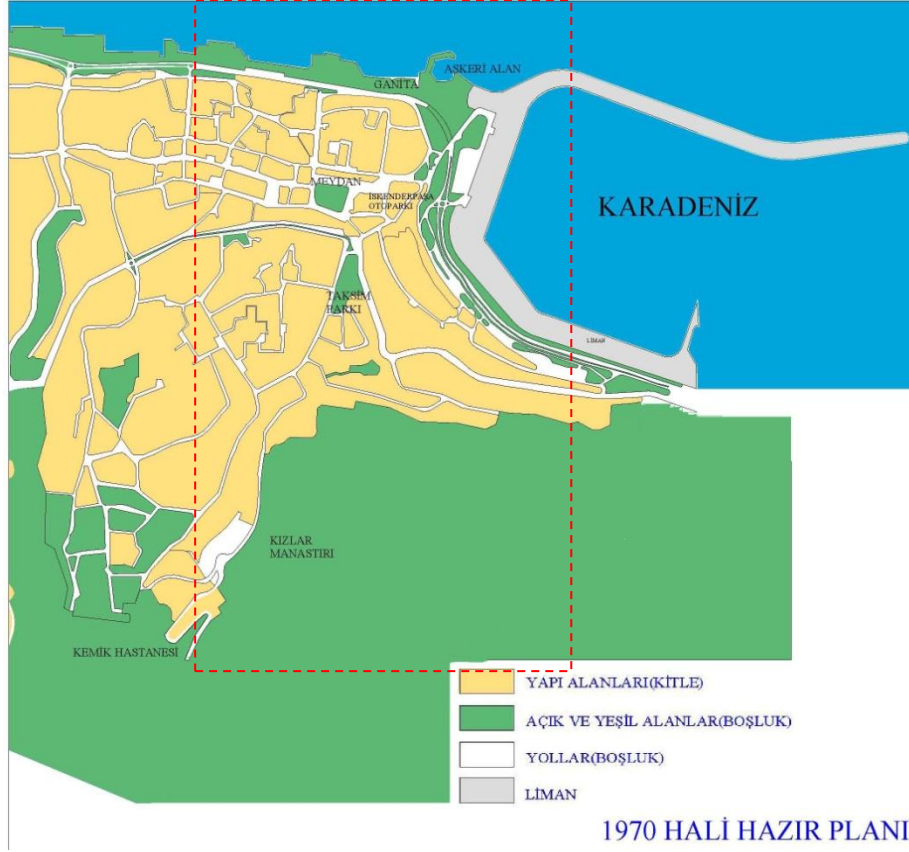 AŞKERİ ALAN
GANİTA
MEYDAN
İSKENDERPAŞA
OTOPARKI
KARADENİZ
TAKSİM
PARKI
LİMAN
KIZLAR
MANASTIRI
KEMİK HASTANESİ
YAPI ALANLARI(KİTLE)
AÇIK VE YEŞİL ALANLAR(BOŞLUK)
YOLLAR(BOŞLUK)
LİMAN
1970 HALİ HAZIR PLANI